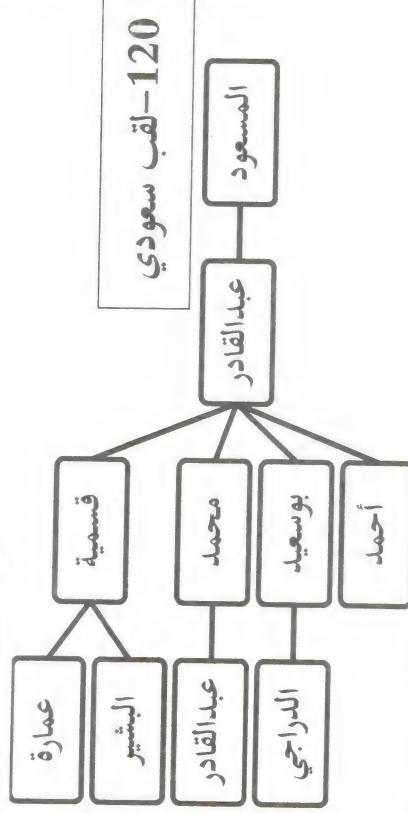 120-لقب سعودي
المسعود
عبدالقادر
قسمية
محمد
بوسعيد
أحمد
عمارة
البشير
عبدالقادر
الدراجي